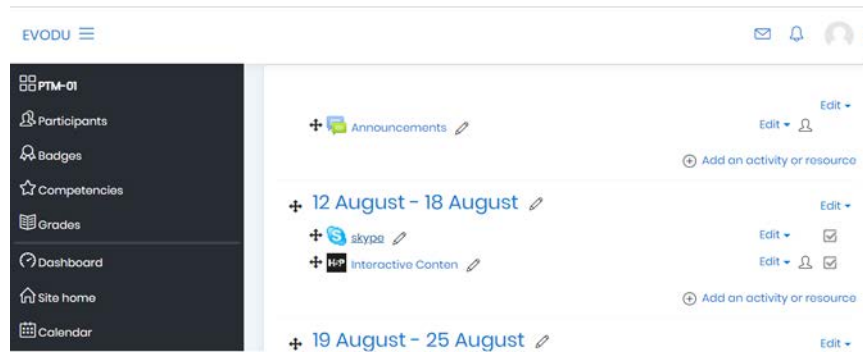 EVODU
PTM-01
Participants
Badges
Competencies
Grades
Dashboard
Site home
Calendar
Edit
Announcements Edit
Add an activity or resource
12 August - 18 August Edit
skype Edit
H-P Interactive Conten Edit
Add an activity or resource
19 August - 25 August Edit